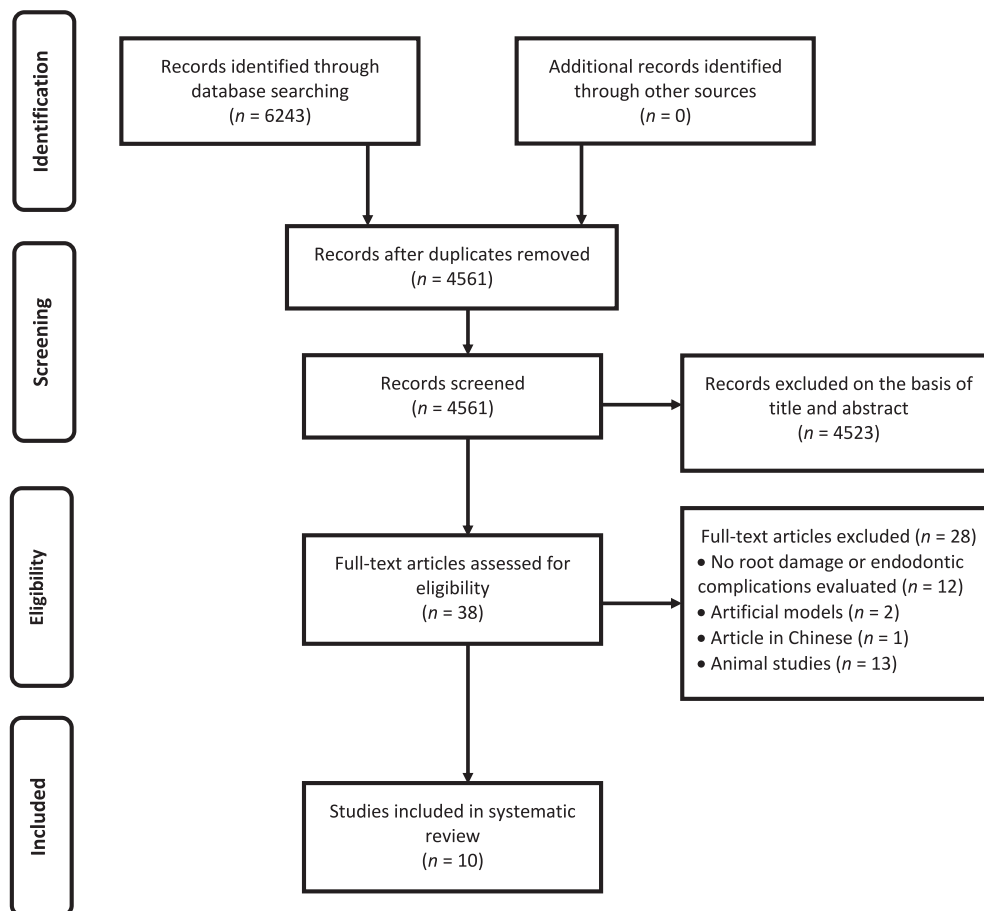 Identification
Records identified through
database searching
(n = 6243)
Additional records identified
through other sources
(n = 0)
Screening
Records after duplicates removed
(n = 4561)
Records screened
(n = 4561)
Records excluded on the basis of
title and abstract
(n = 4523)
Eligibility
Full-text articles assessed for
eligibility
(n = 38)
Full-text articles excluded (n = 28)
• No root damage or endodontic
complications evaluated (n = 12)
• Artificial models (n = 2)
• Article in Chinese (n = 1)
• Animal studies (n = 13)
Included
Studies included in systematic
review
(n = 10)